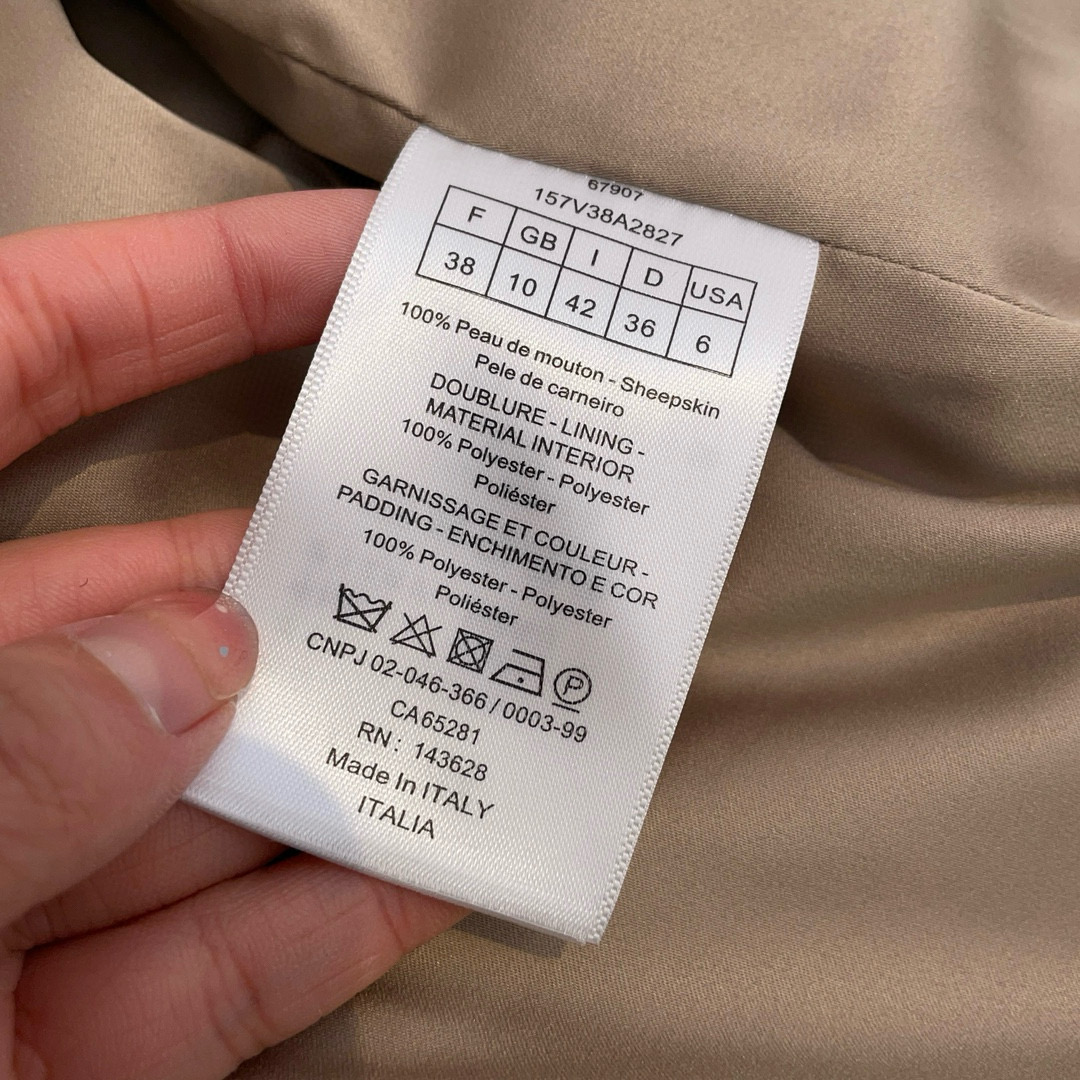 67907
157V38A2827
F GB I D USA
38 10 42 36 6
100% Peau de mouton - Sheepskin
Pele de carneiro
DOUBLURE - LINING -
MATERIAL INTERIOR
100% Polyester - Polyester
Poliéster
GARNISSAGE ET COULEUR -
PADDING - ENCHIMENTO E COR
100% Polyester - Polyester
Poliéster
P
CNPJ 02-046-366 / 0003-99
CA65281
RN: 143628
Made In ITALY
ITALIA